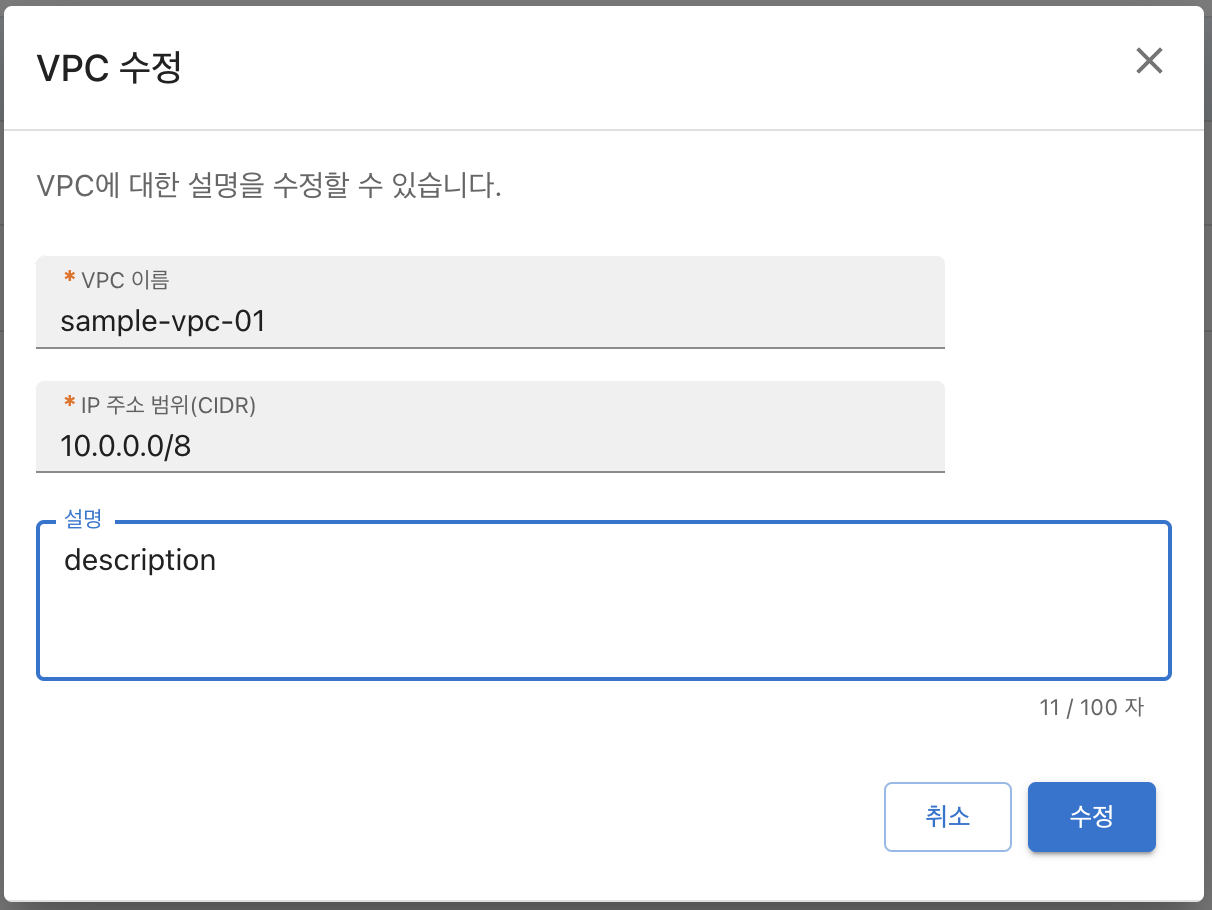 VPC 수정
VPC에 대한 설명을 수정할 수 있습니다.
* VPC 이름
sample-vpc-01
* IP 주소 범위(CIDR)
10.0.0.0/8
설명
description
11 / 100 자
취소
수정